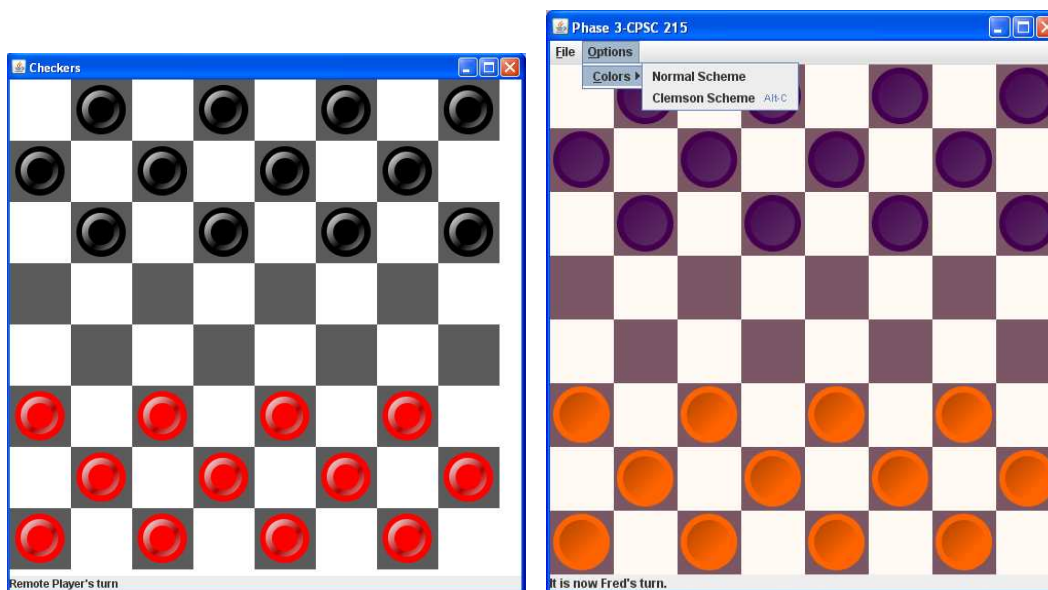 Checkers
Remote Player's turn
Phase 3-CPSC 215
File Options
Colors Normal Scheme
Clemson Scheme Alt-C
It is now Fred's turn.